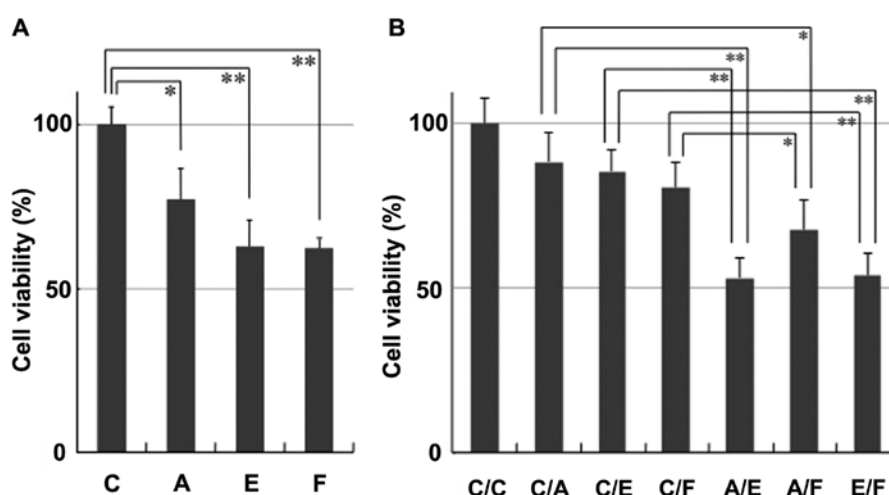 A
B
*
**
**
*
**
**
**
**
*
100
50
0
Cell viability (%)
C A E F
100
50
0
Cell viability (%)
C/C C/A C/E C/F A/E A/F E/F